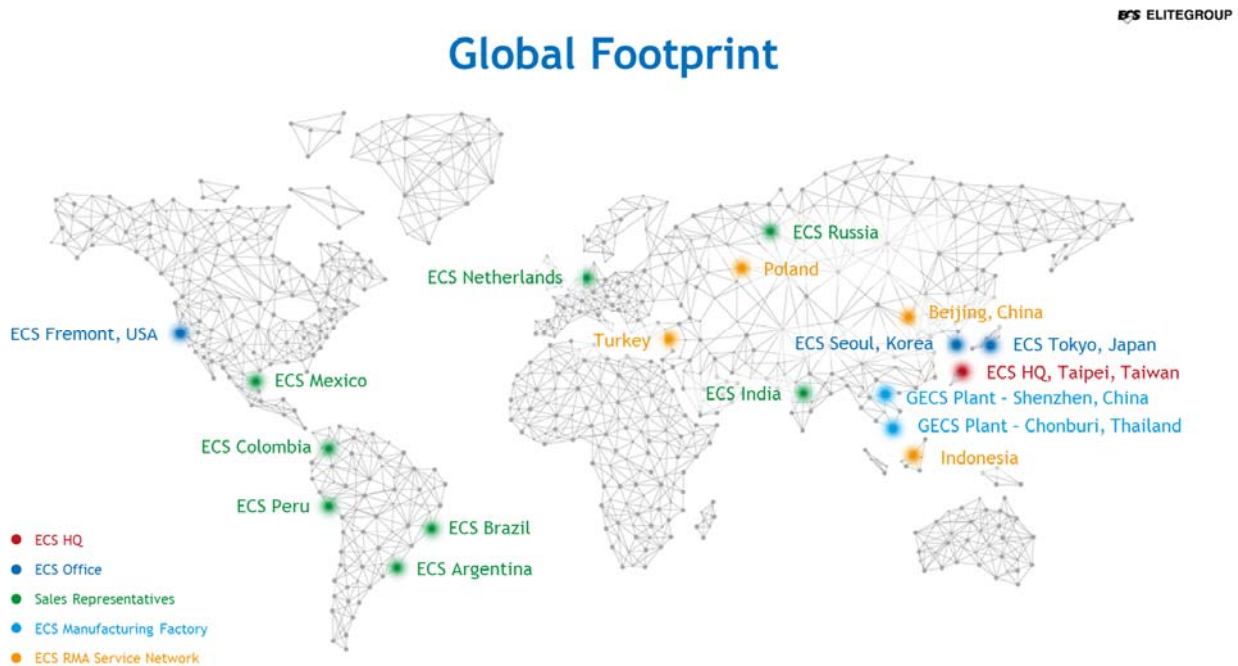 ECS ELITEGROUP
Global Footprint
ECS Russia
Poland
ECS Netherlands
Beijing, China
ECS Fremont, USA
Turkey
ECS Seoul, Korea
ECS Tokyo, Japan
ECS HQ, Taipei, Taiwan
ECS Mexico
ECS India
GECS Plant - Shenzhen, China
GECS Plant - Chonburi, Thailand
ECS Colombia
Indonesia
ECS Peru
ECS Brazil
ECS Argentina
ECS HQ
ECS Office
Sales Representatives
ECS Manufacturing Factory
ECS RMA Service Network